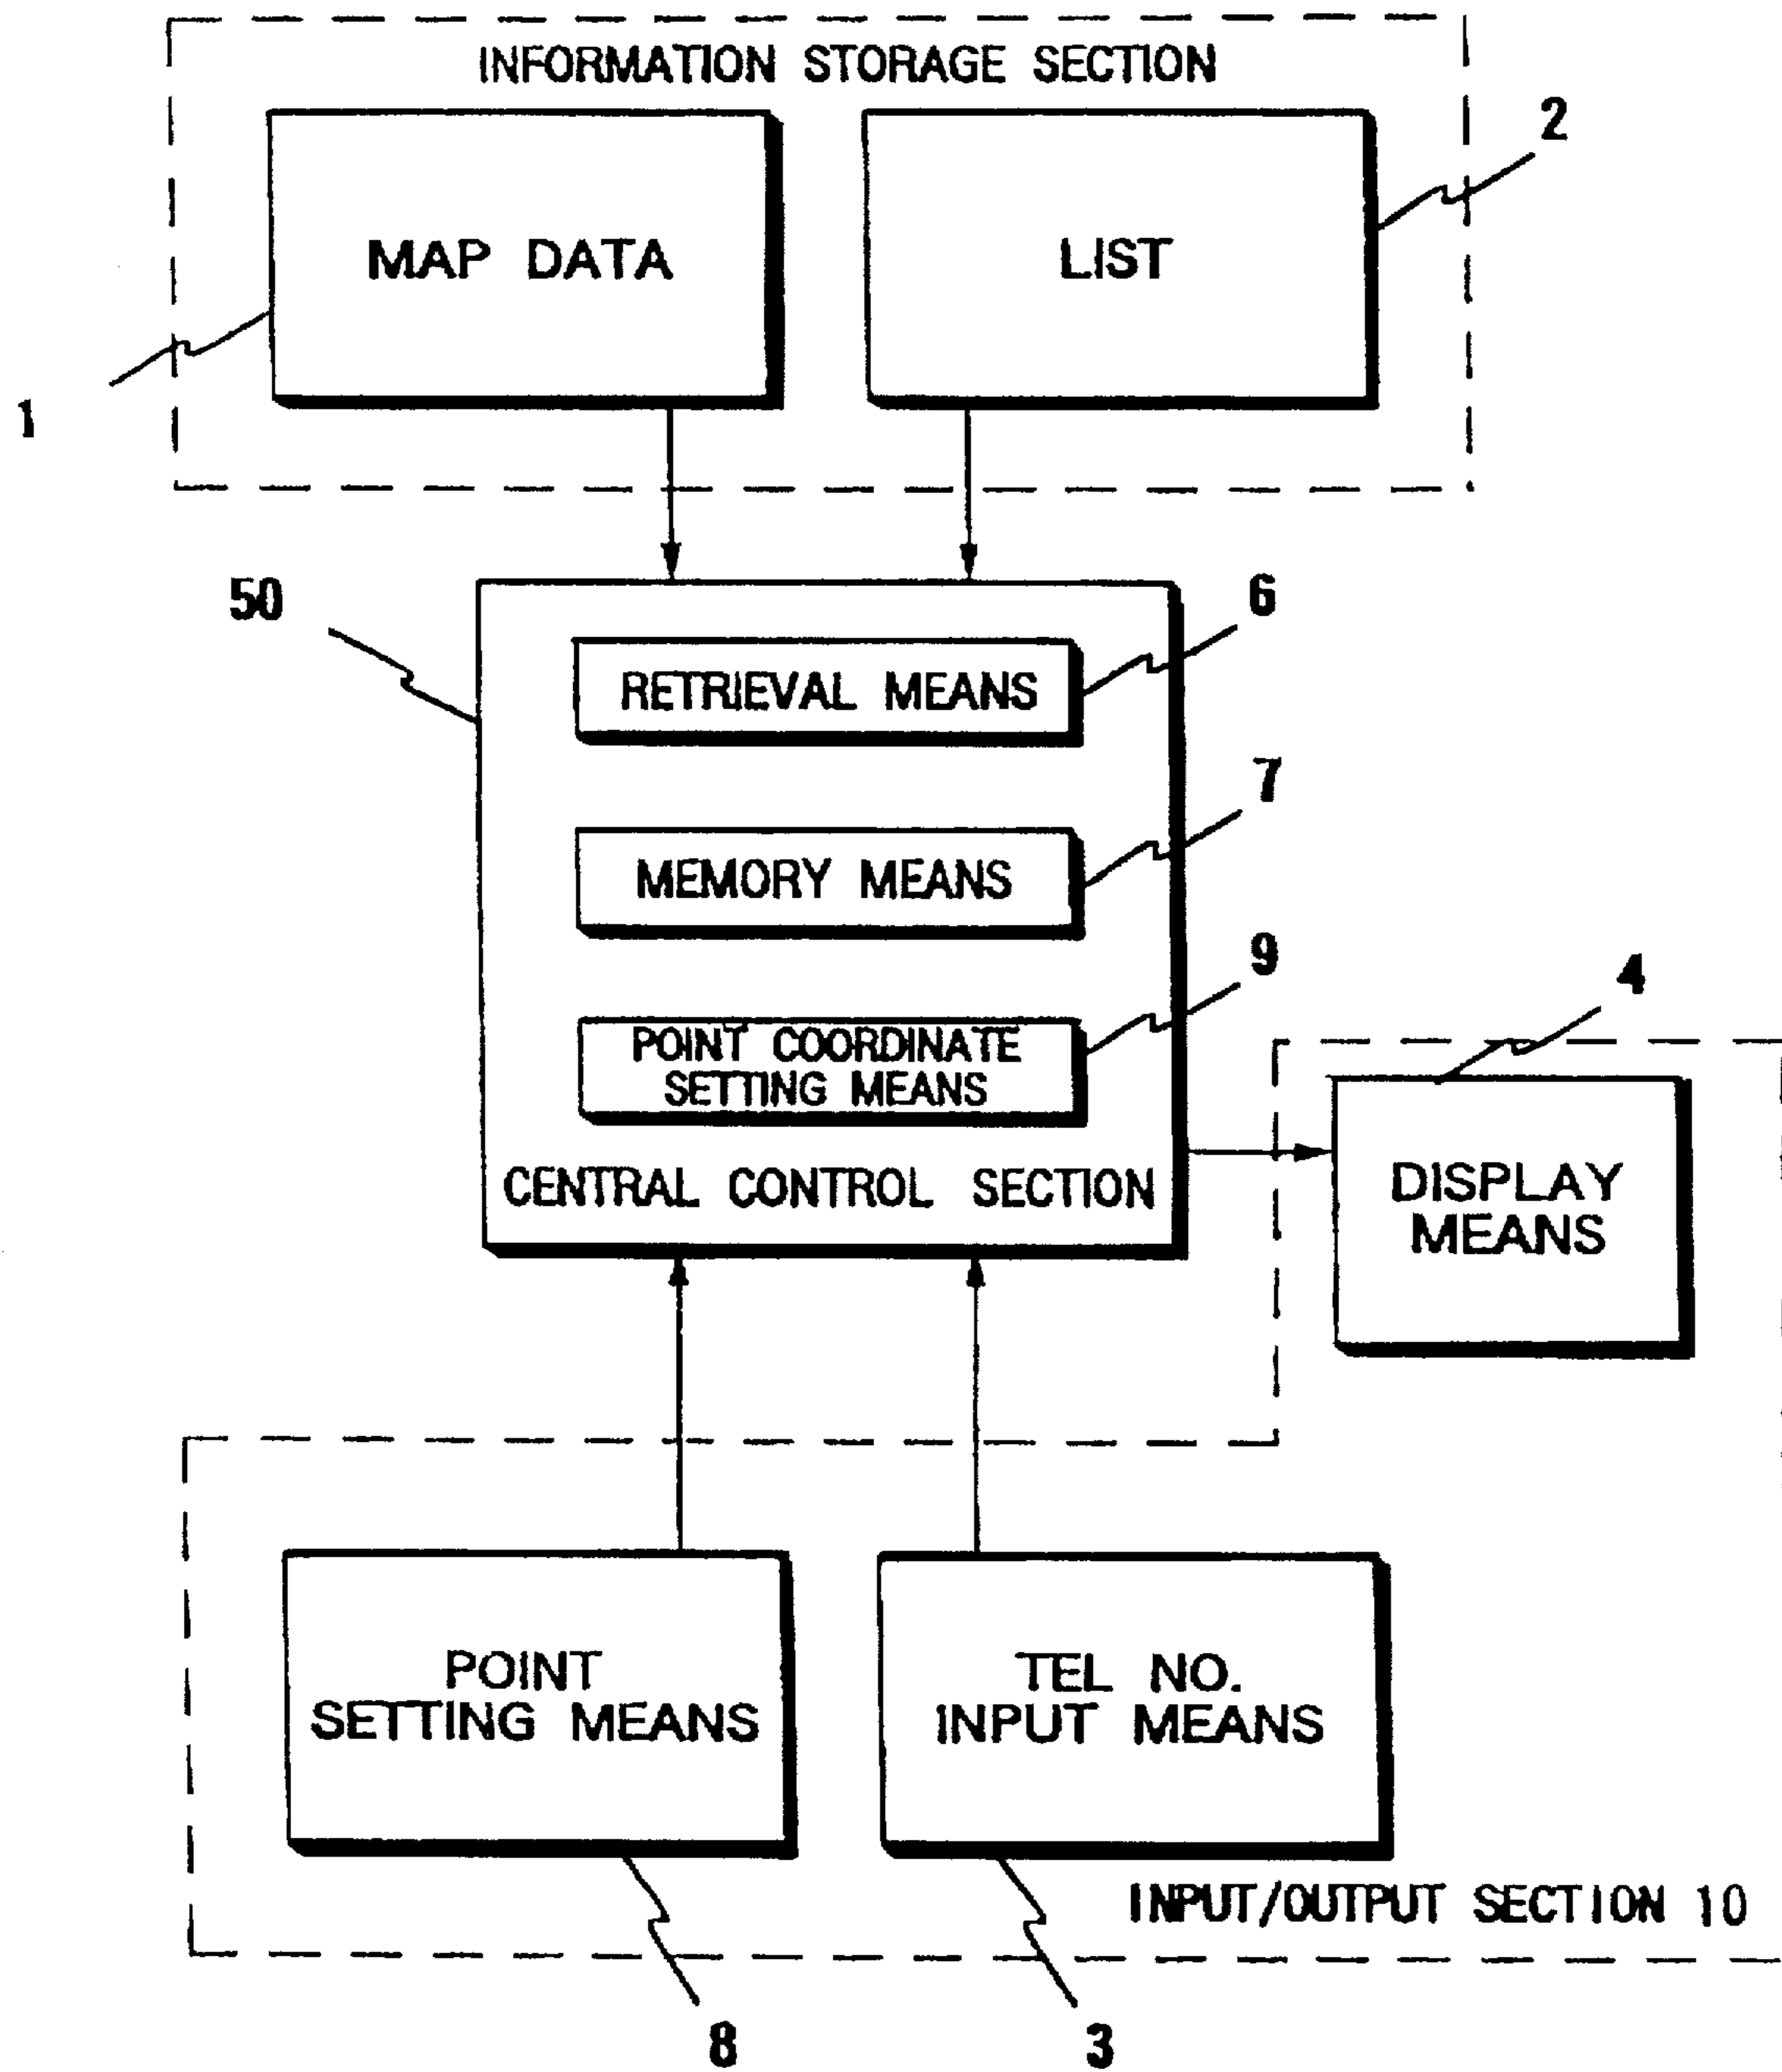 INFORMATION STORAGE SECTION
MAP DATA
LIST
2
1
50
6
RETRIEVAL MEANS
7
MEMORY MEANS
9
POINT COORDINATE
SETTING MEANS
4
CENTRAL CONTROL SECTION
DISPLAY
MEANS
POINT
SETTING MEANS
TEL NO.
INPUT MEANS
INPUT/OUTPUT SECTION 10
8
3